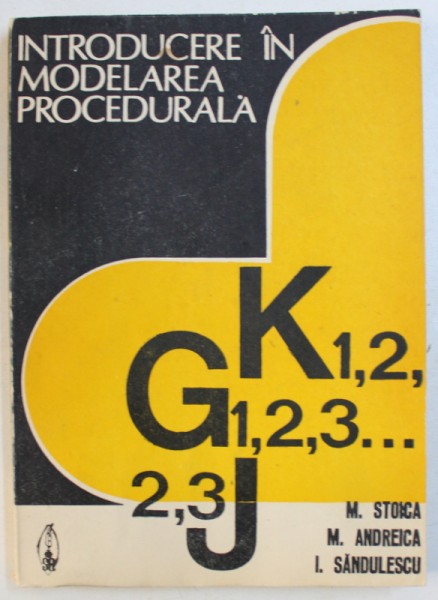 INTRODUCERE ÎN
MODELAREA
PROCEDURALĂ
K1,2,
G1,2,3...
2,3J
M. STOICA
M. ANDREICA
I. SĂNDULESCU